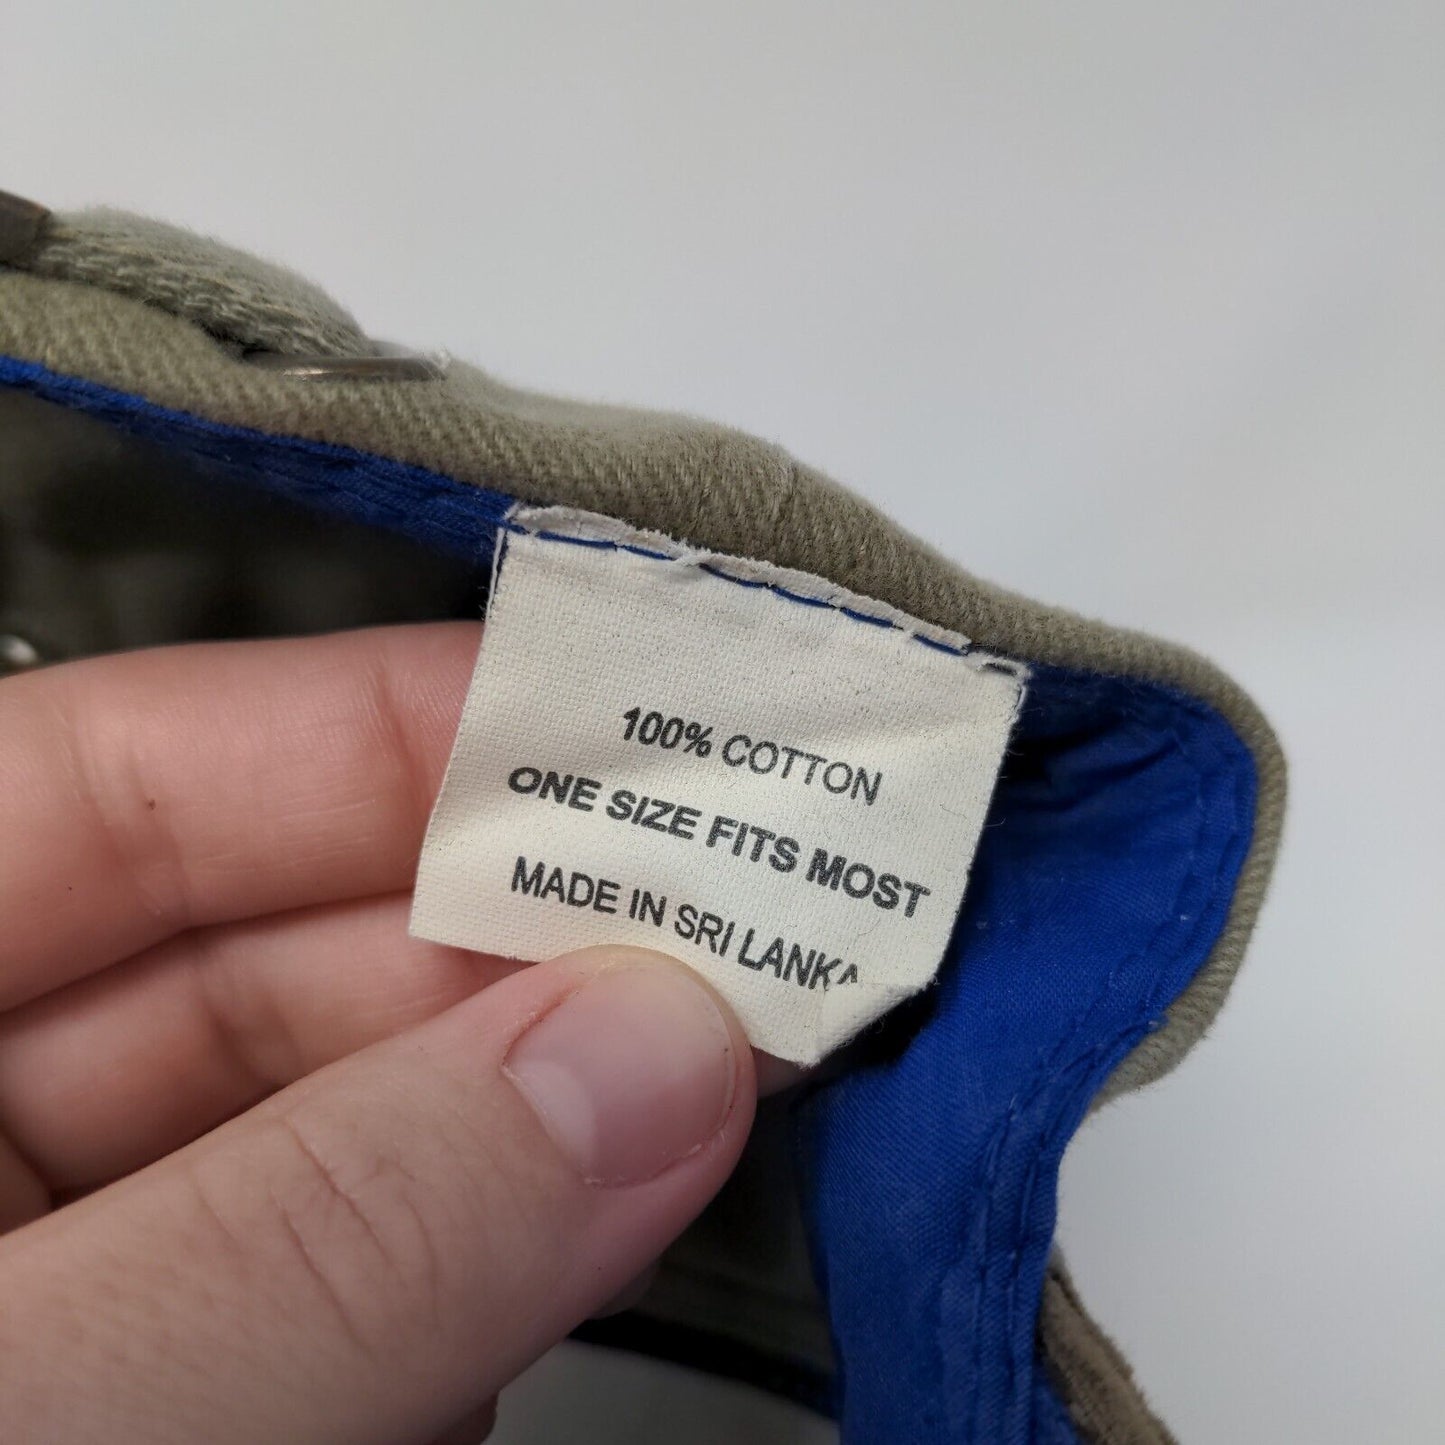 100% COTTON
ONE SIZE FITS MOST
MADE IN SRI LANKA